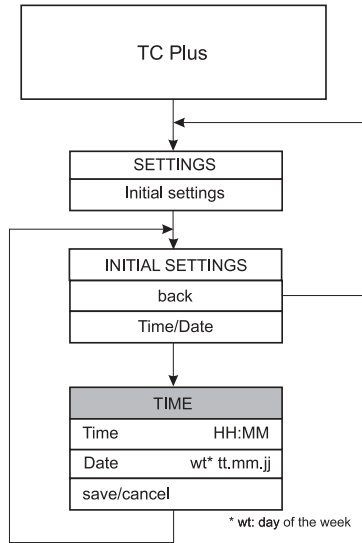 TC Plus
SETTINGS
Initial settings
INITIAL SETTINGS
back
Time/Date
TIME
Time HH:MM
Date wt* tt.mm.jj
save/cancel
* wt: day of the week